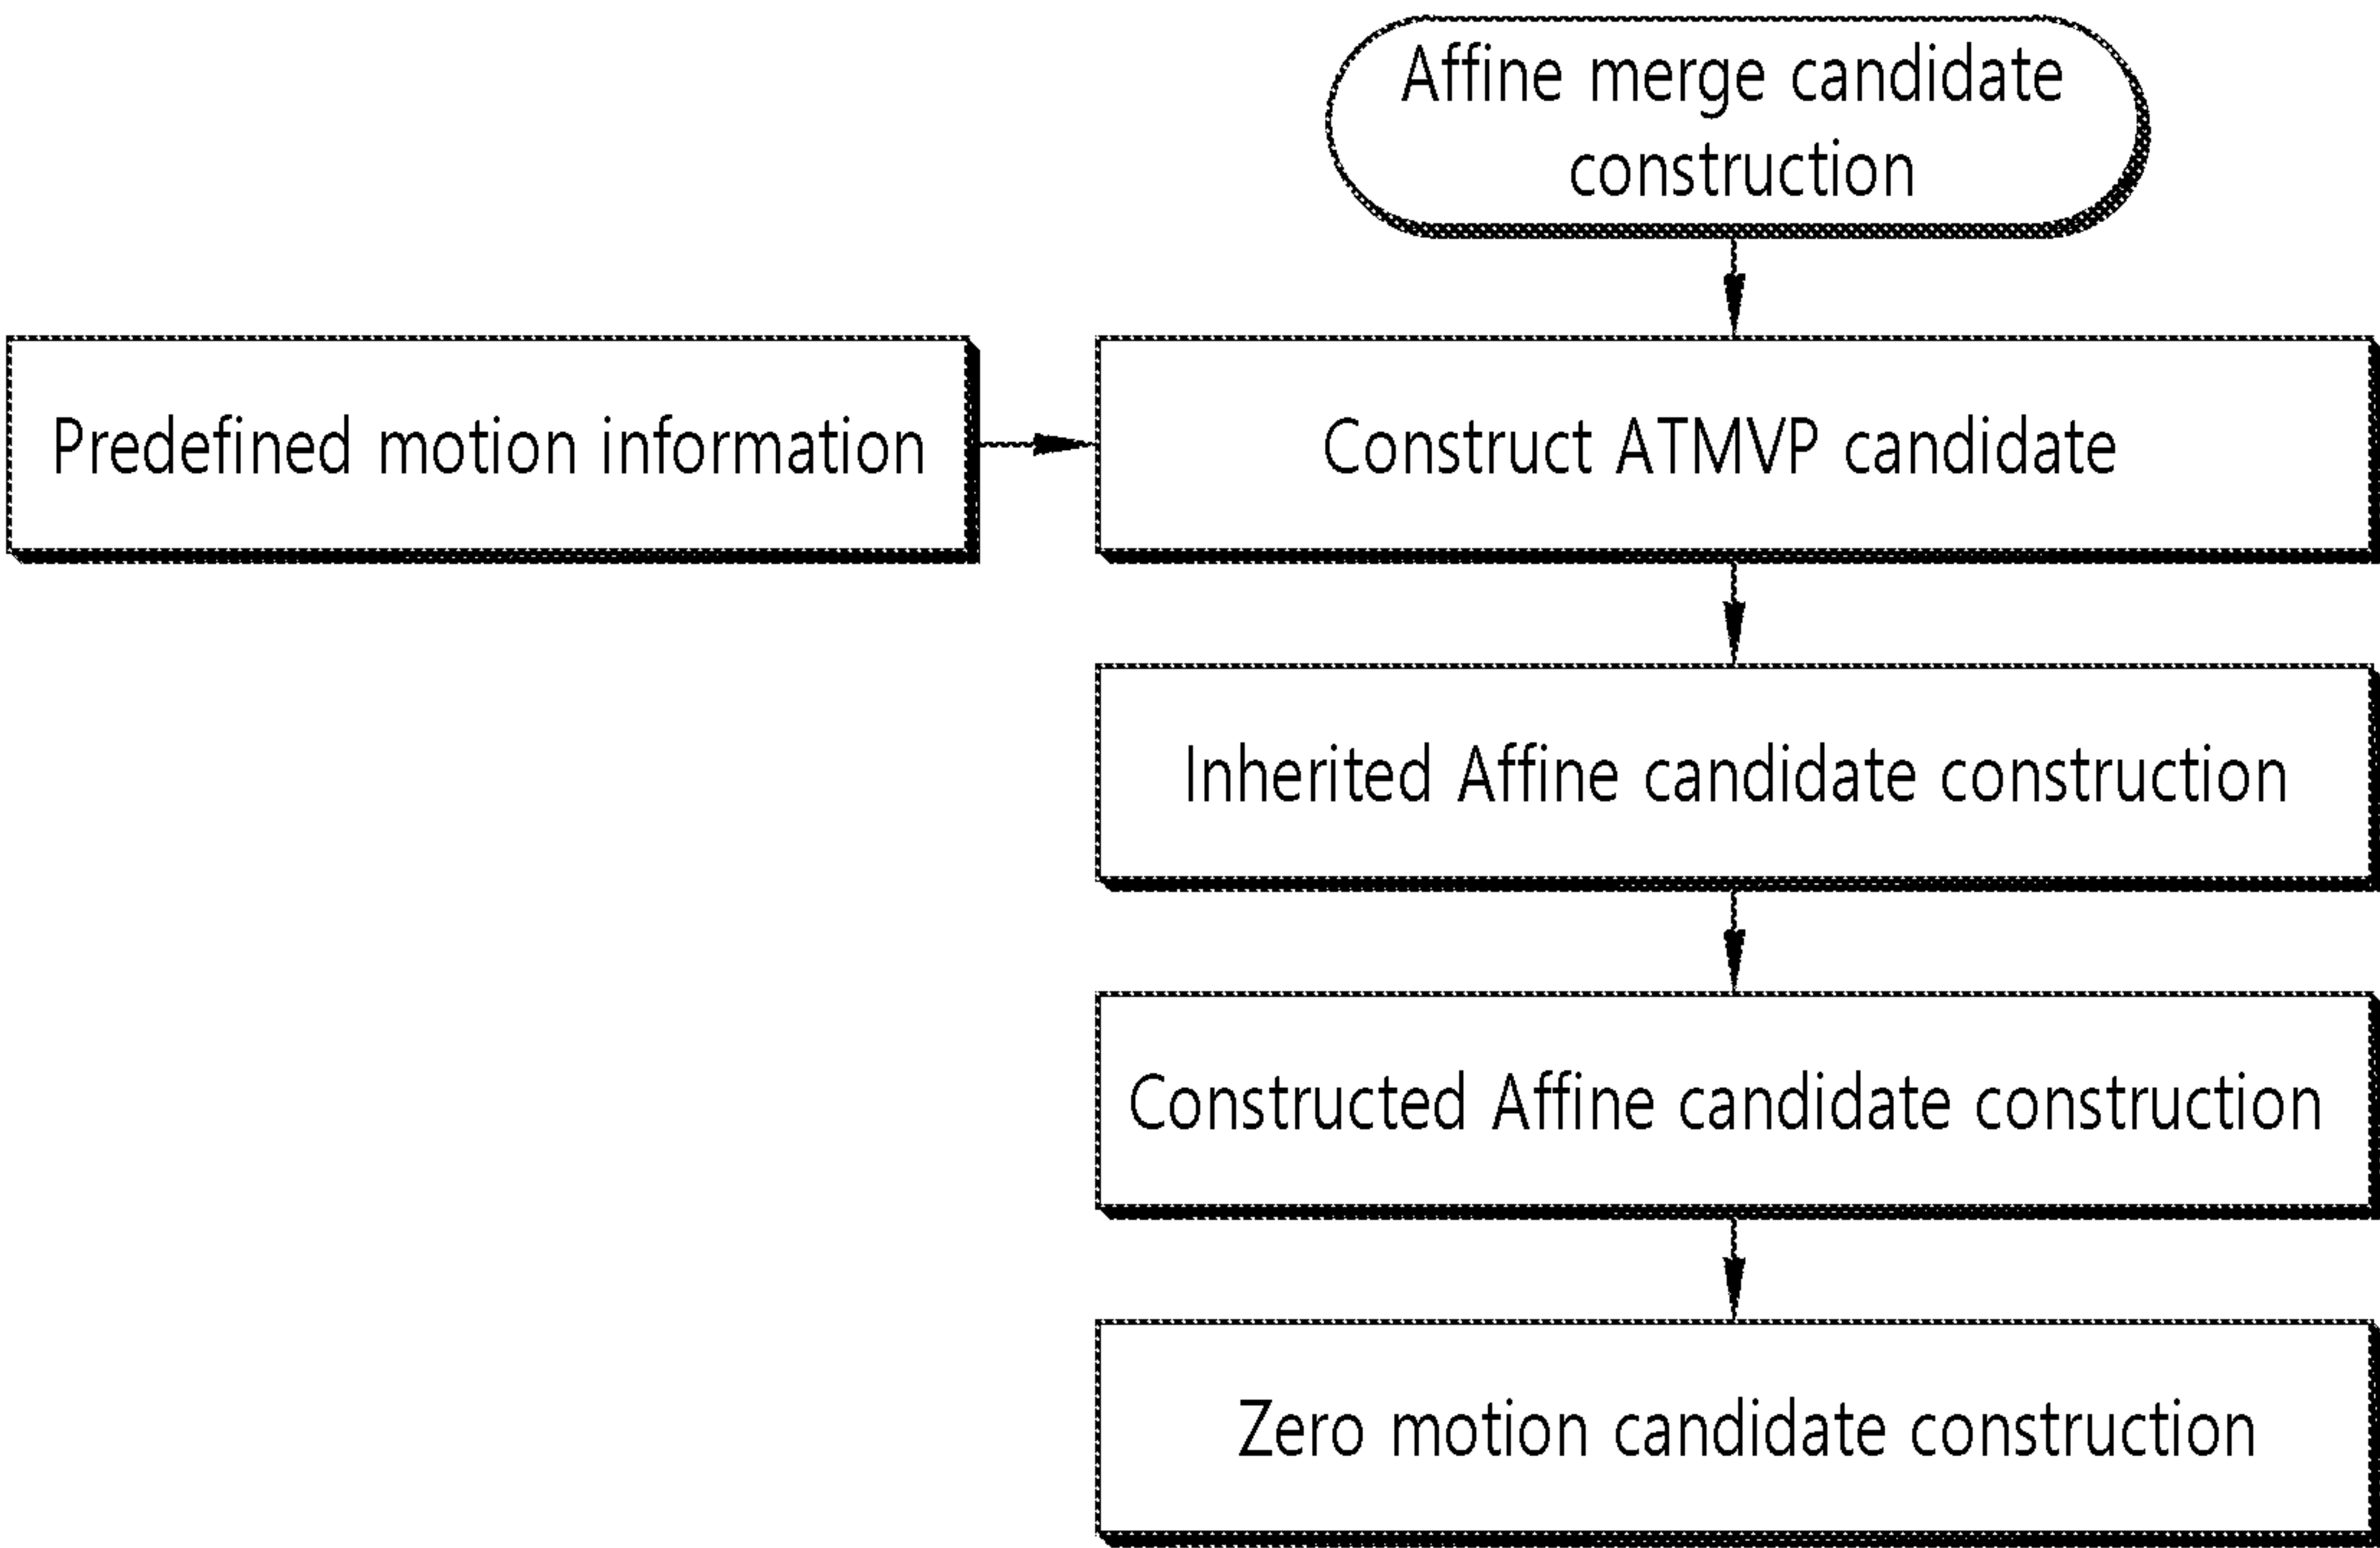 Affine merge candidate
construction
Predefined motion information
Construct ATMVP candidate
Inherited Affine candidate construction
Constructed Affine candidate construction
Zero motion candidate construction